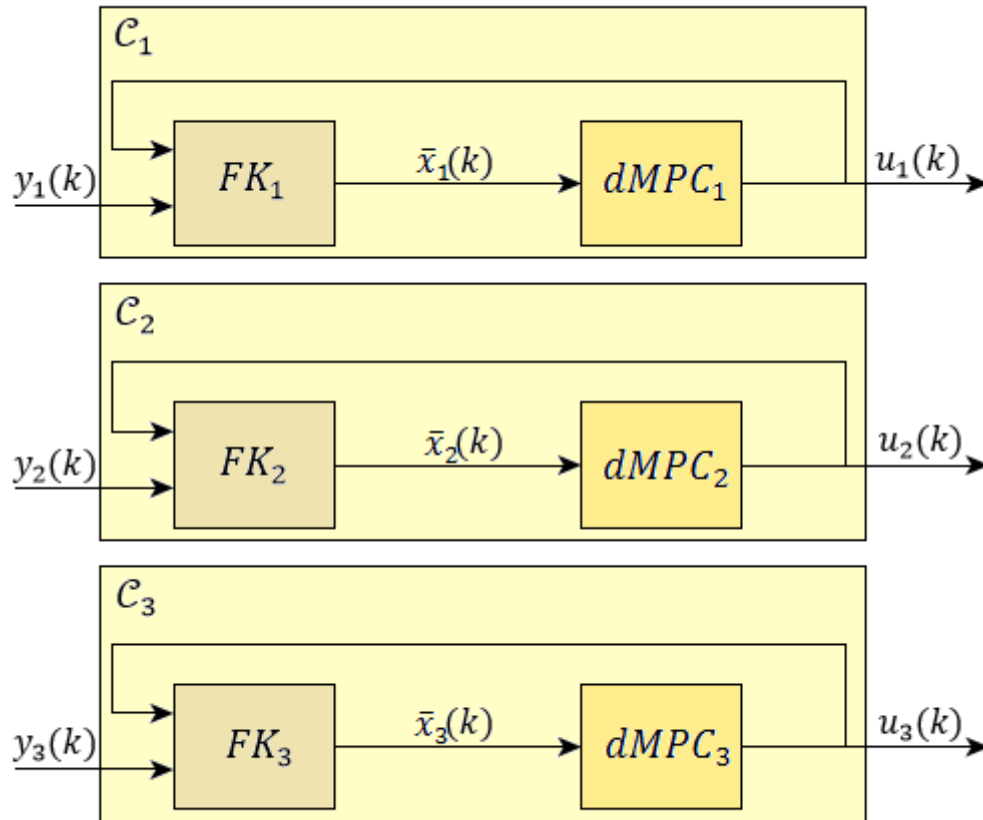 𝒞₁
y₁(k)
FK₁
x̄₁(k)
dMPC₁
u₁(k)
𝒞₂
y₂(k)
FK₂
x̄₂(k)
dMPC₂
u₂(k)
𝒞₃
y₃(k)
FK₃
x̄₃(k)
dMPC₃
u₃(k)